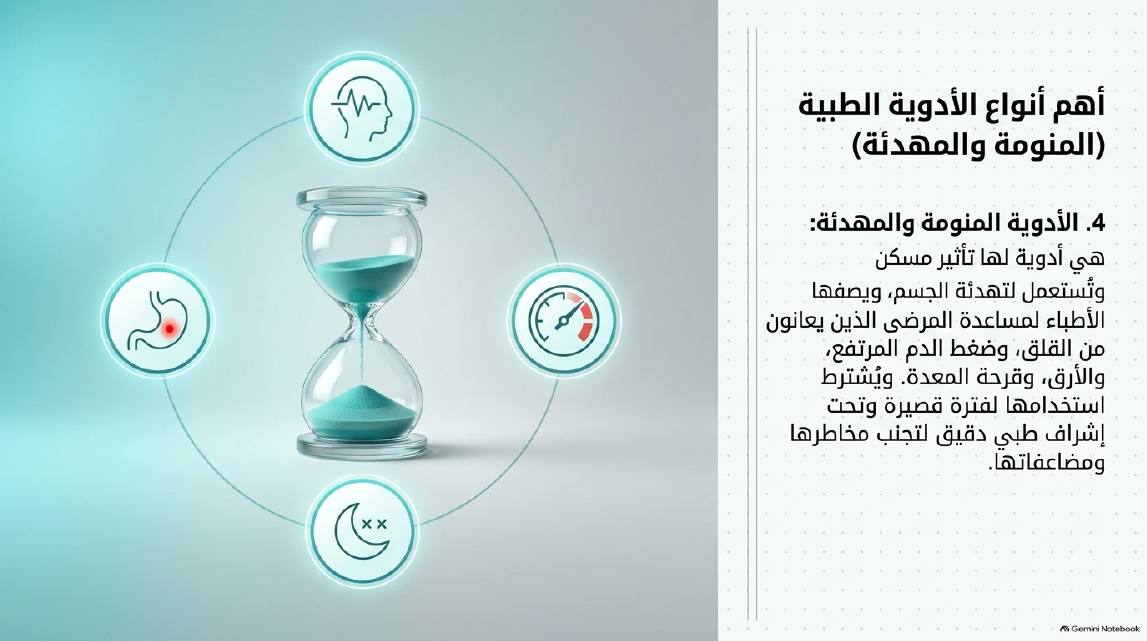 أهم أنواع الأدوية الطبية
(المنومة والمهدئة)
4. الأدوية المنومة والمهدئة:
هي أدوية لها تأثير مسكن
وتُستعمل لتهدئة الجسم، ويصفها
الأطباء لمساعدة المرضى الذين يعانون
من القلق، وضغط الدم المرتفع،
والأرق، وقرحة المعدة. ويُشترط
استخدامها لفترة قصيرة وتحت
إشراف طبي دقيق لتجنب مخاطرها
ومضاعفاتها.
Gemini Notebook